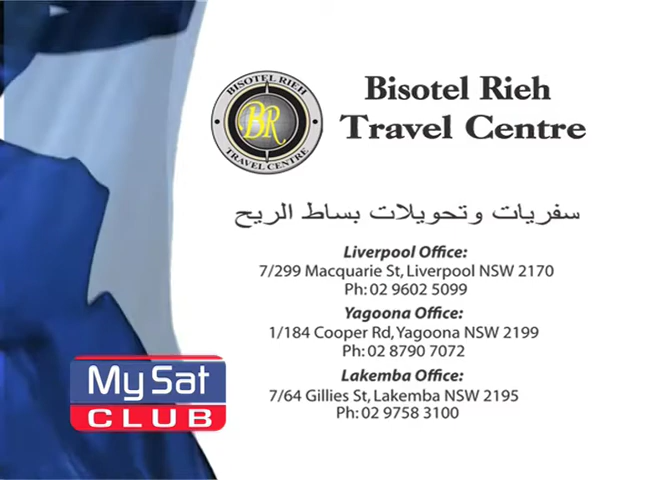 BISOTEL RIEH
BR
TRAVEL CENTRE
Bisotel Rieh
Travel Centre
سفريات وتحويلات بساط الريح
Liverpool Office:
7/299 Macquarie St, Liverpool NSW 2170
Ph: 02 9602 5099
Yagoona Office:
1/184 Cooper Rd, Yagoona NSW 2199
Ph: 02 8790 7072
Lakemba Office:
7/64 Gillies St, Lakemba NSW 2195
Ph: 02 9758 3100
My Sat
CLUB